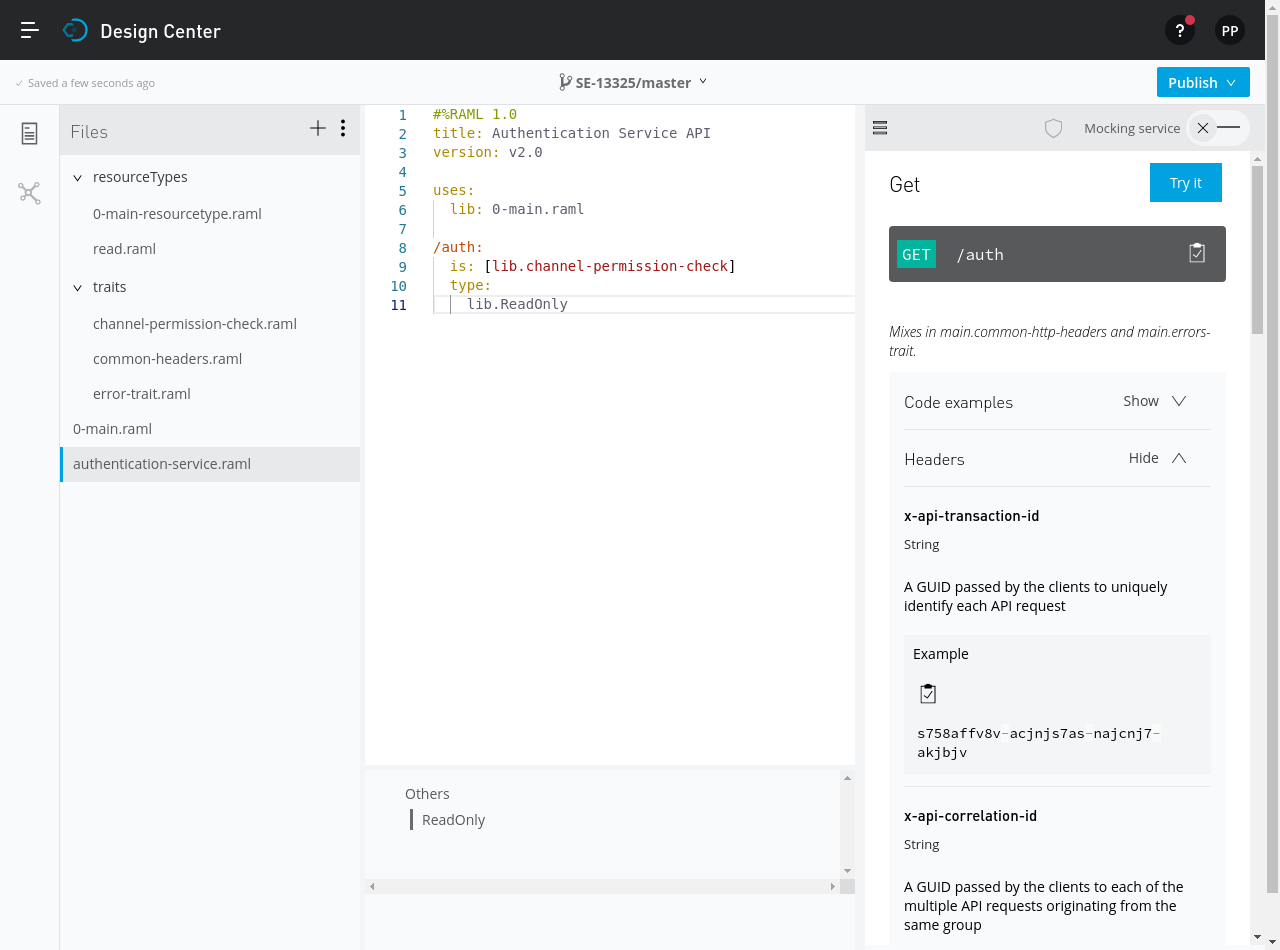 Design Center
?
PP
Saved a few seconds ago
SE-13325/master
Publish
Files
resourceTypes
0-main-resourcetype.raml
read.raml
traits
channel-permission-check.raml
common-headers.raml
error-trait.raml
0-main.raml
authentication-service.raml
1 #%RAML 1.0
2 title: Authentication Service API
3 version: v2.0
4
5 uses:
6   lib: 0-main.raml
7
8 /auth:
9   is: [lib.channel-permission-check]
10   type:
11     lib.ReadOnly
Others
ReadOnly
Mocking service
Get
Try it
GET /auth
Mixes in main.common-http-headers and main.errors-
trait.
Code examples Show
Headers Hide
x-api-transaction-id
String
A GUID passed by the clients to uniquely
identify each API request
Example
s758affv8v-acjnjs7as-najcnj7-
akjbjv
x-api-correlation-id
String
A GUID passed by the clients to each of the
multiple API requests originating from the
same group